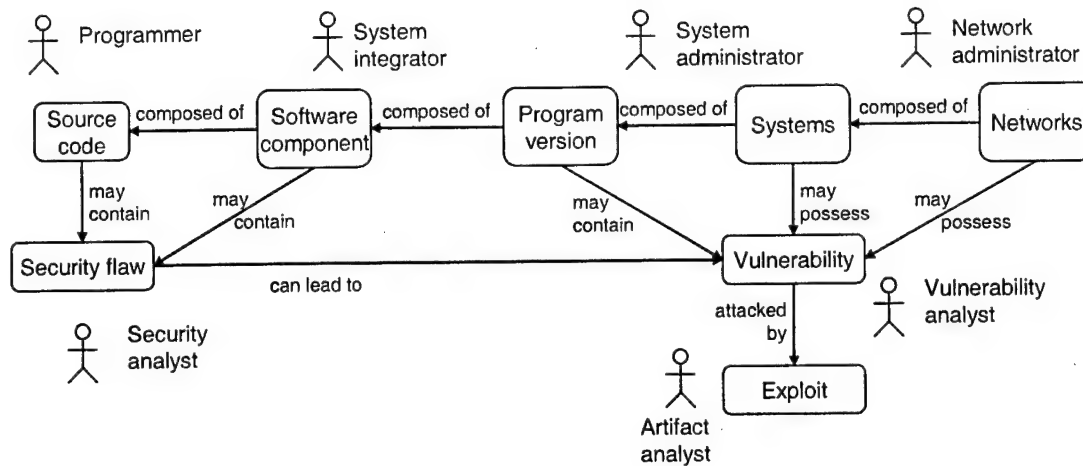 Programmer
System
integrator
System
administrator
Network
administrator
Source
code
composed of
Software
component
composed of
Program
version
composed of
Systems
composed of
Networks
may
contain
may
contain
may
contain
may
possess
may
possess
Security flaw
can lead to
Vulnerability
Security
analyst
attacked
by
Vulnerability
analyst
Exploit
Artifact
analyst